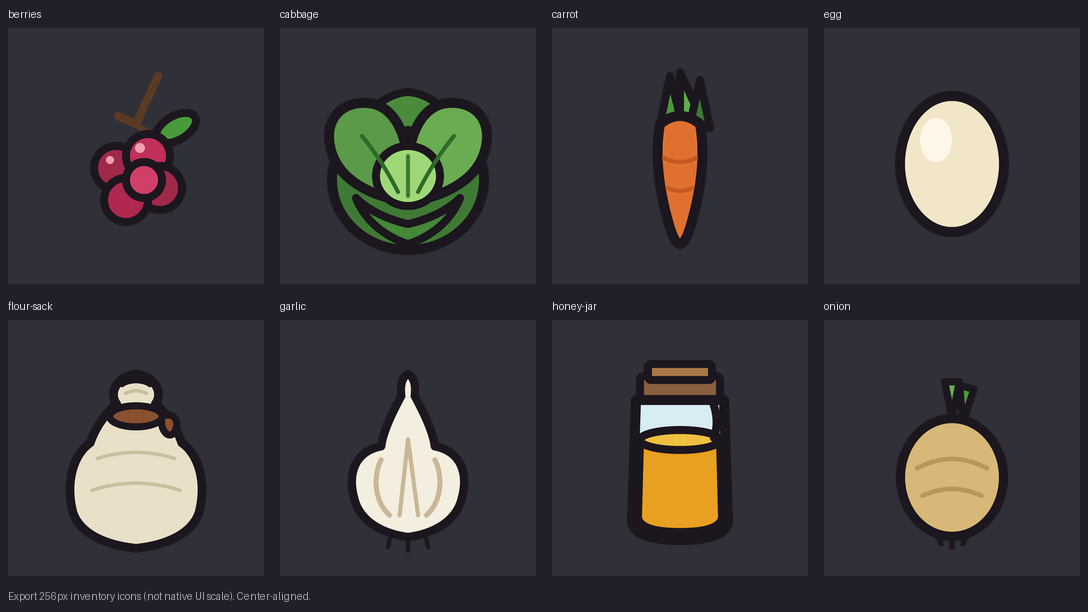 berries
cabbage
carrot
egg
flour-sack
garlic
honey-jar
onion
Export 256px inventory icons (not native UI scale). Center-aligned.